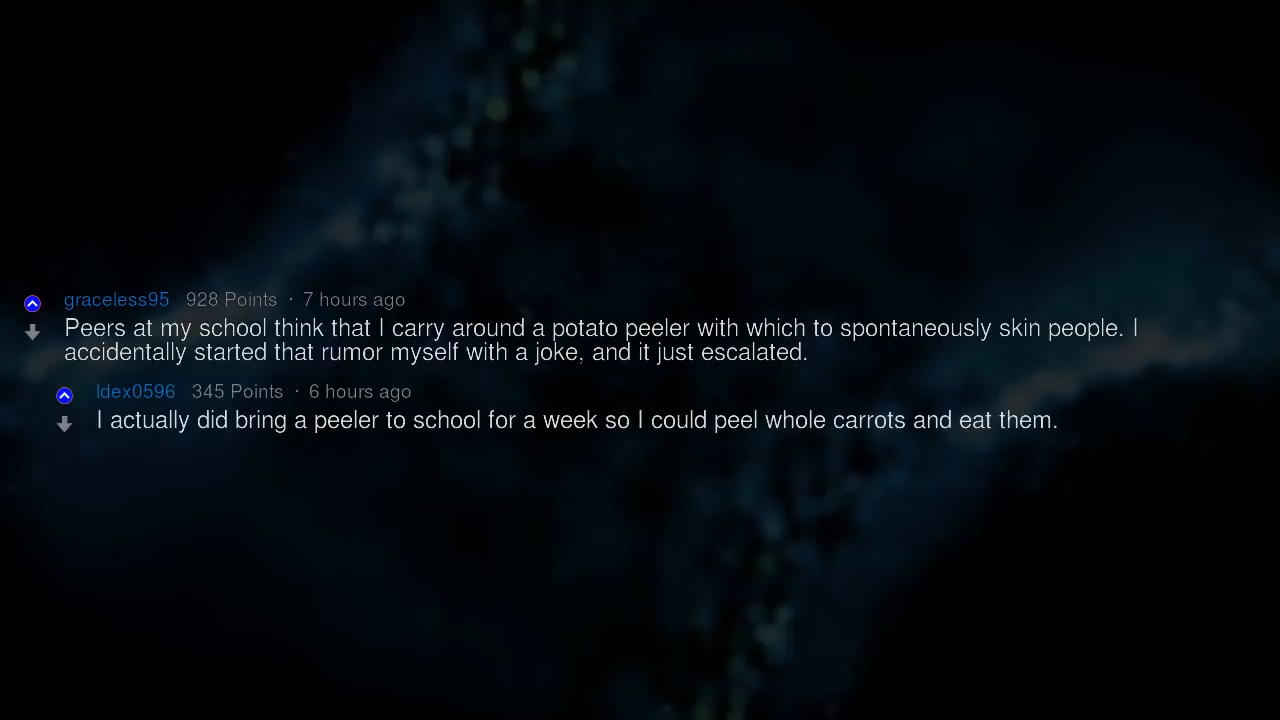 graceless95 928 Points · 7 hours ago
Peers at my school think that I carry around a potato peeler with which to spontaneously skin people. I
accidentally started that rumor myself with a joke, and it just escalated.
ldex0596 345 Points · 6 hours ago
I actually did bring a peeler to school for a week so I could peel whole carrots and eat them.